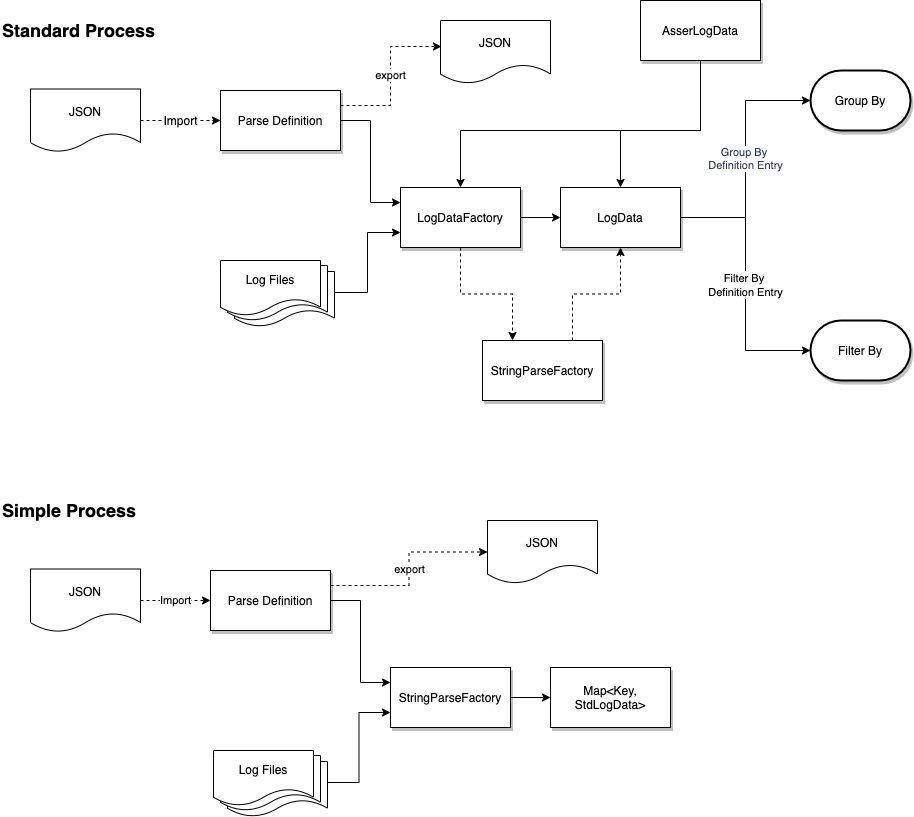 Standard Process
JSON
AsserLogData
export
JSON
Import
Parse Definition
Group By
Group By
Definition Entry
LogDataFactory
LogData
Log Files
Filter By
Definition Entry
Filter By
StringParseFactory
Simple Process
JSON
export
JSON
Import
Parse Definition
StringParseFactory
Map<Key,
StdLogData>
Log Files